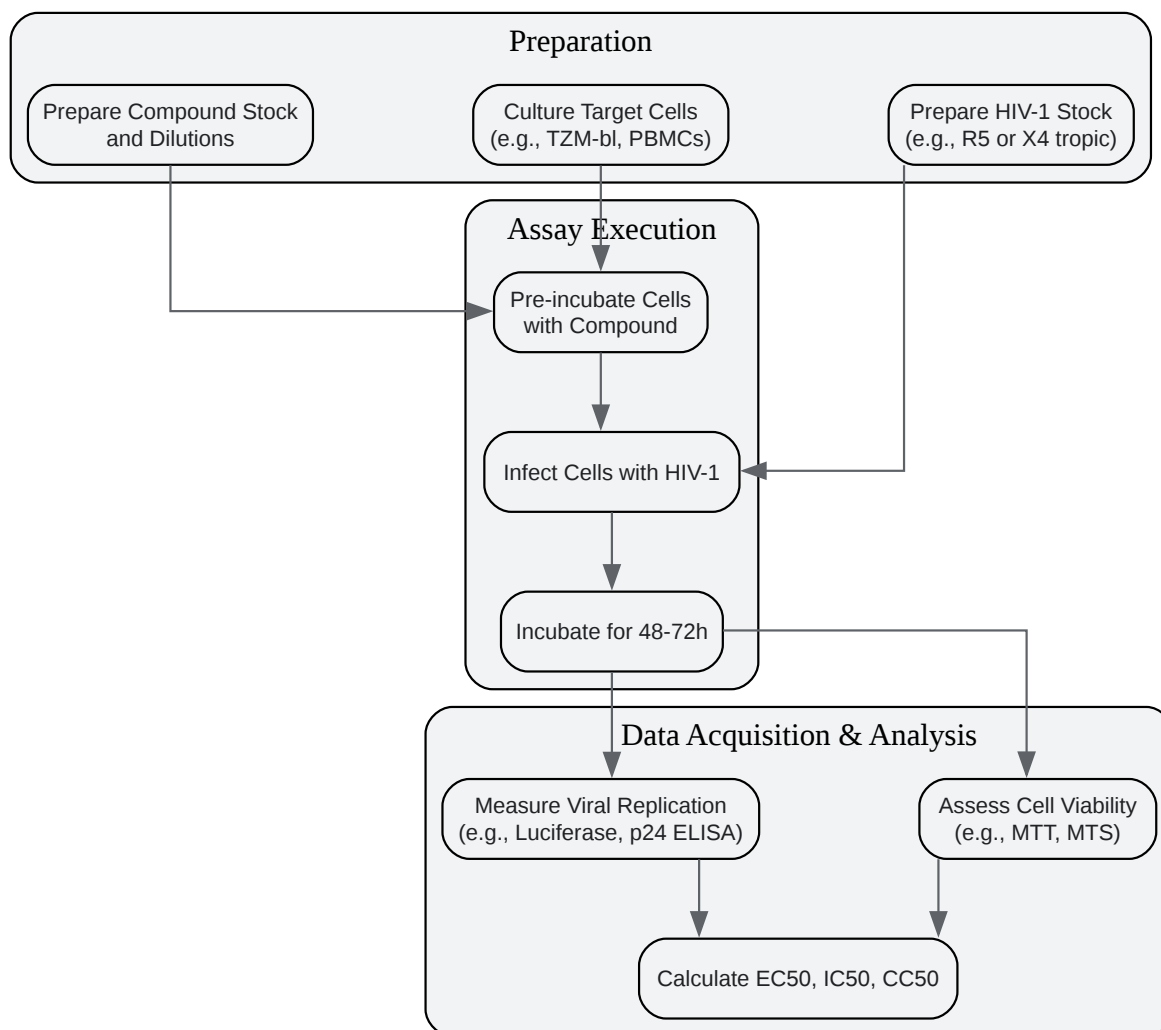 Preparation
Prepare Compound Stock
and Dilutions
Culture Target Cells
(e.g., TZM-bl, PBMCs)
Prepare HIV-1 Stock
(e.g., R5 or X4 tropic)
Assay Execution
Pre-incubate Cells
with Compound
Infect Cells with HIV-1
Incubate for 48-72h
Data Acquisition & Analysis
Measure Viral Replication
(e.g., Luciferase, p24 ELISA)
Assess Cell Viability
(e.g., MTT, MTS)
Calculate EC50, IC50, CC50